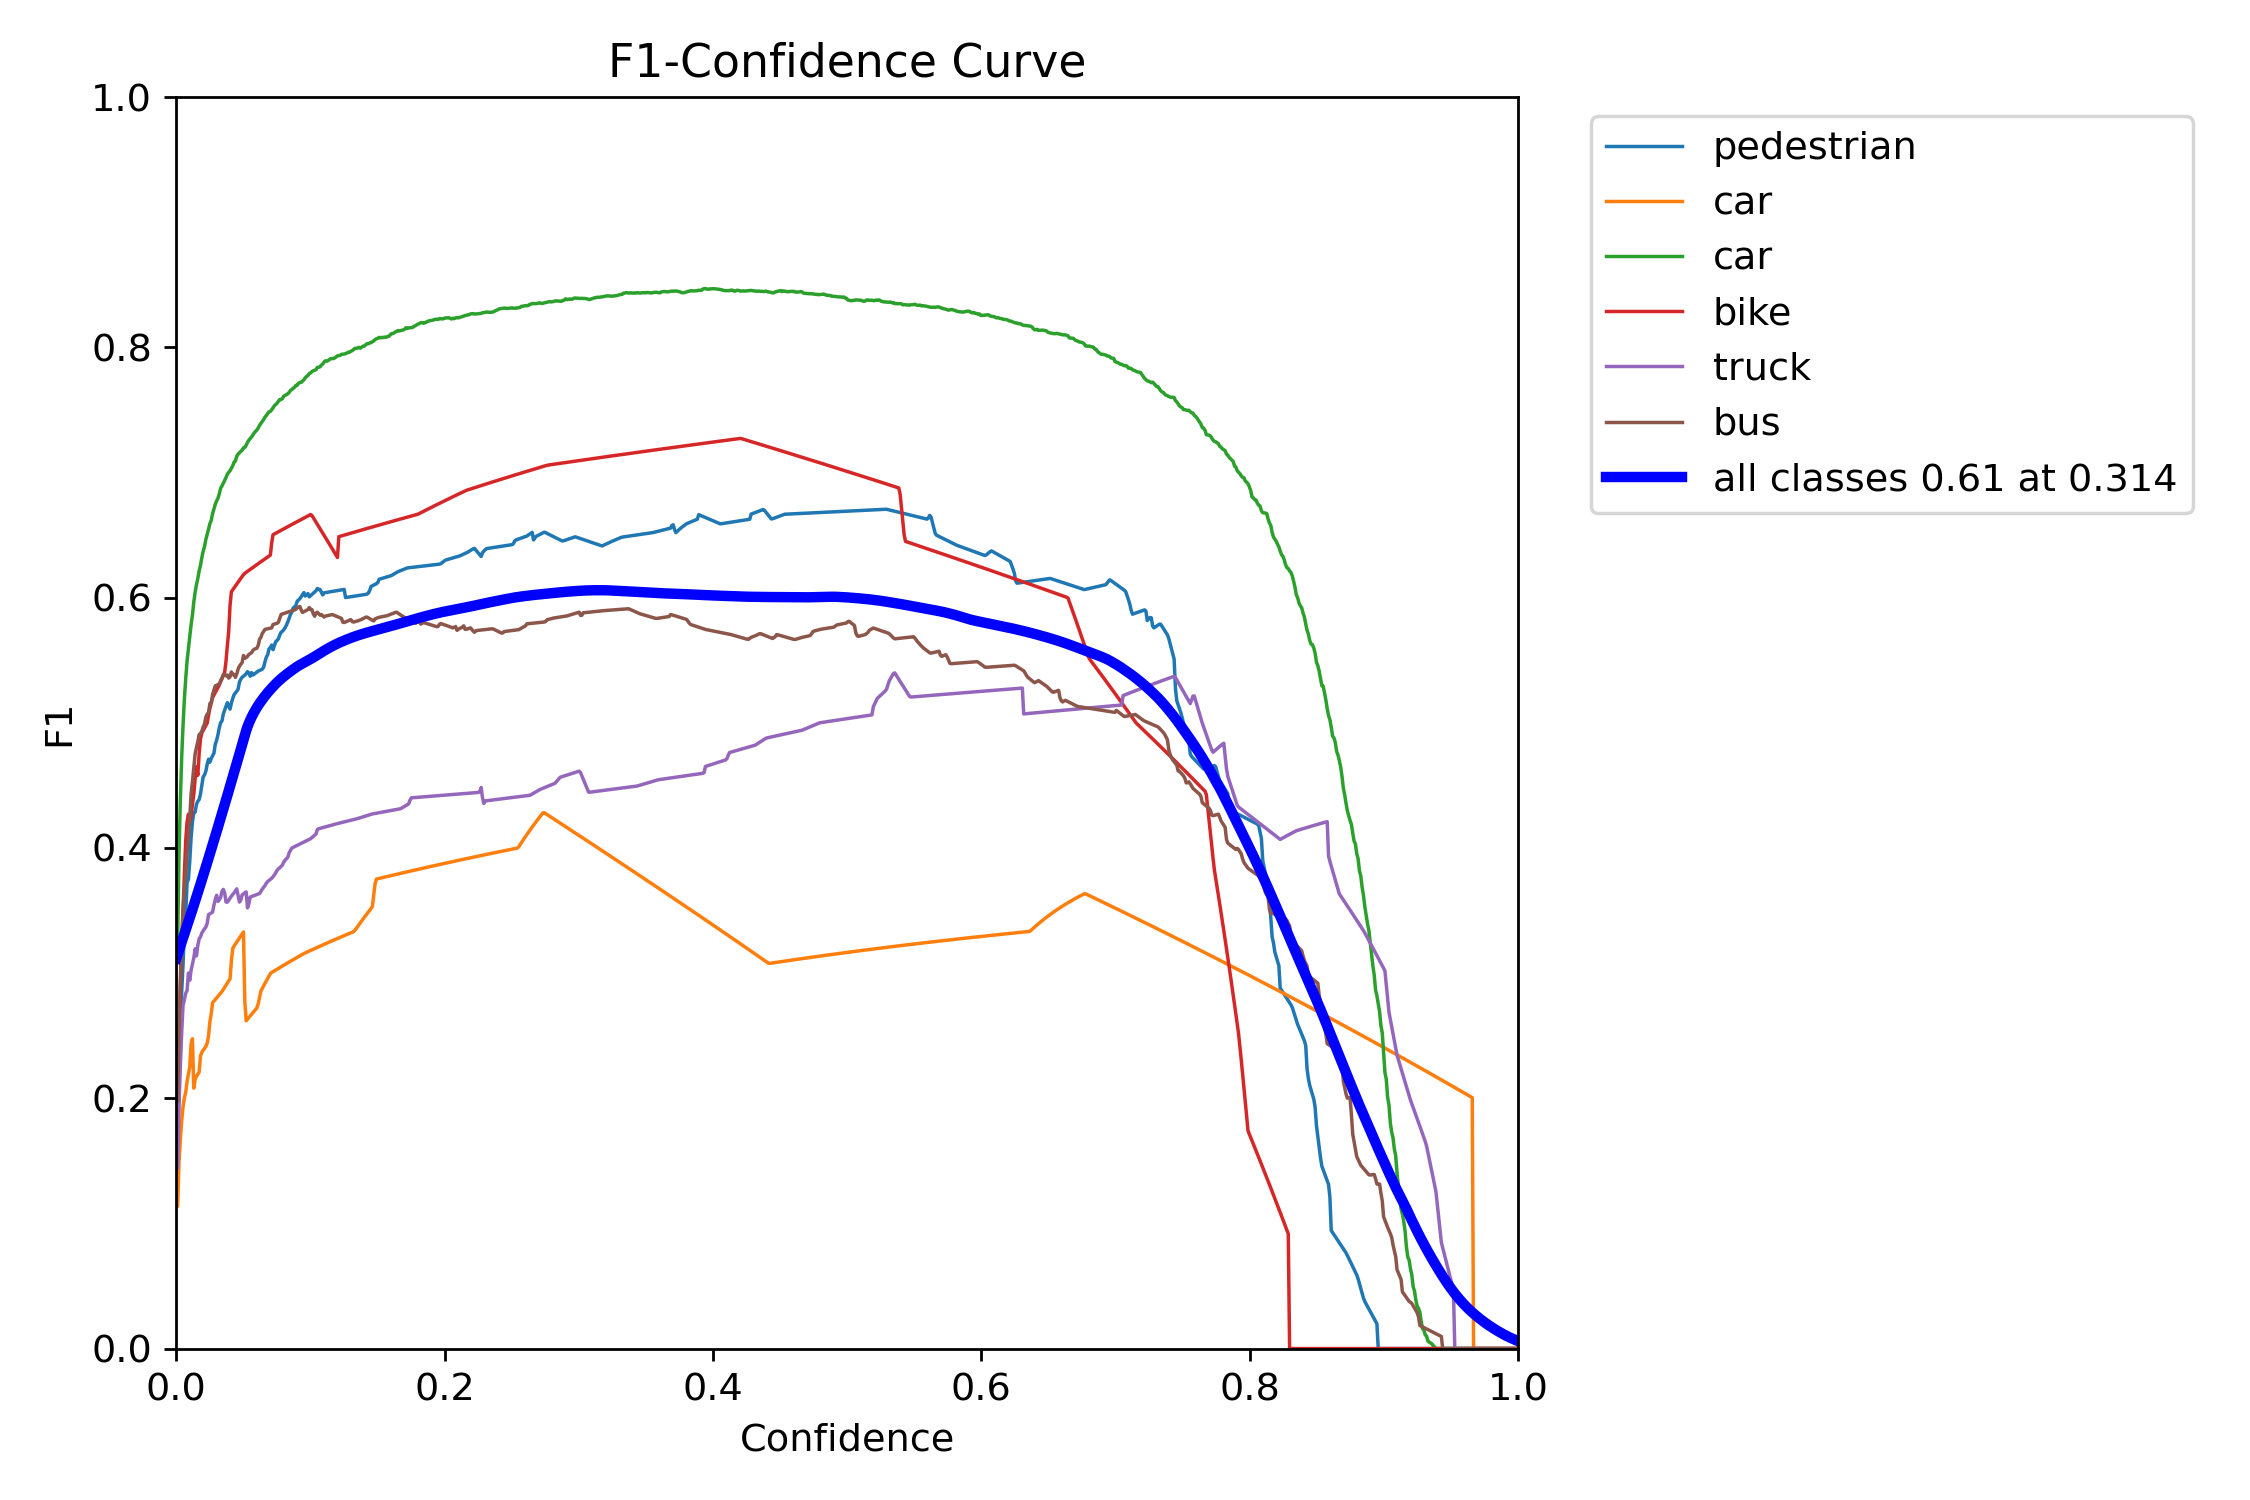 F1-Confidence Curve
1.0
0.8
0.6
0.4
0.2
0.0
F1
0.0 0.2 0.4 0.6 0.8 1.0
Confidence
pedestrian
car
car
bike
truck
bus
all classes 0.61 at 0.314